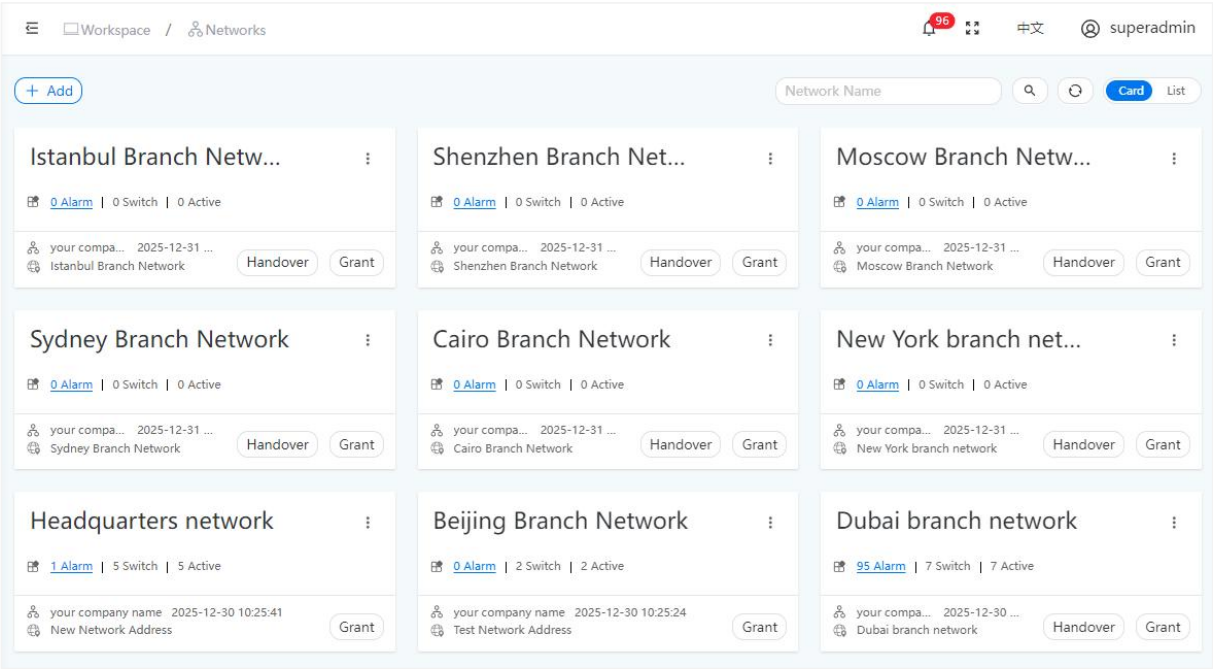 Workspace / Networks 96 中文 superadmin
+ Add Network Name Card List
Istanbul Branch Netw...
0 Alarm | 0 Switch | 0 Active
your compa... 2025-12-31 ...
Istanbul Branch Network
Handover Grant
Shenzhen Branch Net...
0 Alarm | 0 Switch | 0 Active
your compa... 2025-12-31 ...
Shenzhen Branch Network
Handover Grant
Moscow Branch Netw...
0 Alarm | 0 Switch | 0 Active
your compa... 2025-12-31 ...
Moscow Branch Network
Handover Grant
Sydney Branch Network
0 Alarm | 0 Switch | 0 Active
your compa... 2025-12-31 ...
Sydney Branch Network
Handover Grant
Cairo Branch Network
0 Alarm | 0 Switch | 0 Active
your compa... 2025-12-31 ...
Cairo Branch Network
Handover Grant
New York branch net...
0 Alarm | 0 Switch | 0 Active
your compa... 2025-12-31 ...
New York branch network
Handover Grant
Headquarters network
1 Alarm | 5 Switch | 5 Active
your company name 2025-12-30 10:25:41
New Network Address
Grant
Beijing Branch Network
0 Alarm | 2 Switch | 2 Active
your company name 2025-12-30 10:25:24
Test Network Address
Grant
Dubai branch network
95 Alarm | 7 Switch | 7 Active
your compa... 2025-12-30 ...
Dubai branch network
Handover Grant